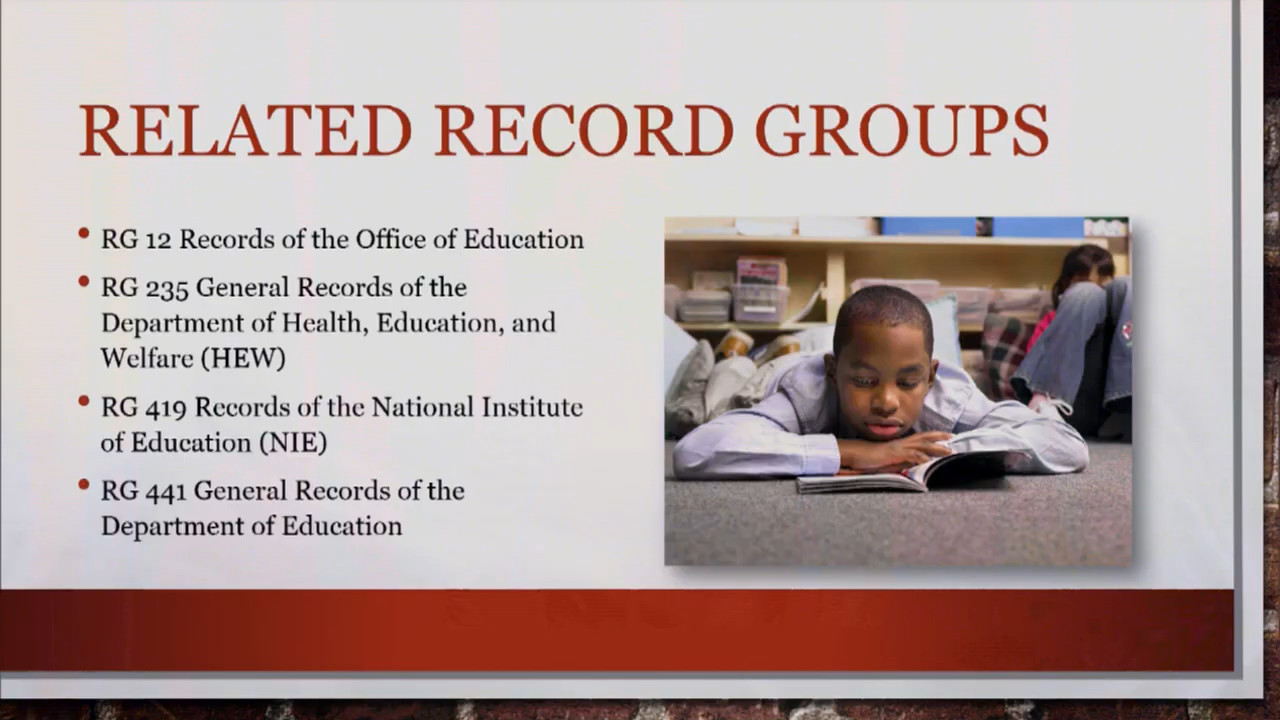 RELATED RECORD GROUPS
• RG 12 Records of the Office of Education
• RG 235 General Records of the
Department of Health, Education, and
Welfare (HEW)
• RG 419 Records of the National Institute
of Education (NIE)
• RG 441 General Records of the
Department of Education